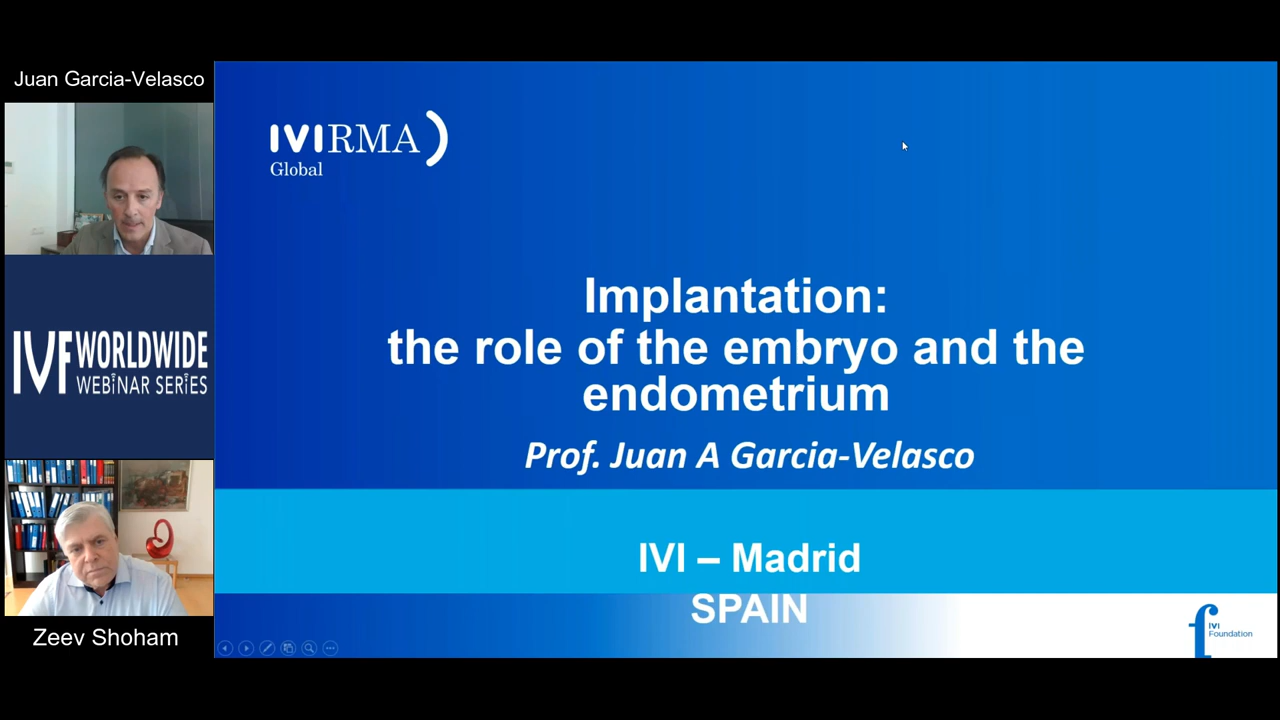 Juan Garcia-Velasco
IVF WORLDWIDE
WEBINAR SERIES
Zeev Shoham
IVIRMA
Global
Implantation:
the role of the embryo and the
endometrium
Prof. Juan A Garcia-Velasco
IVI – Madrid
SPAIN
IVI
Foundation